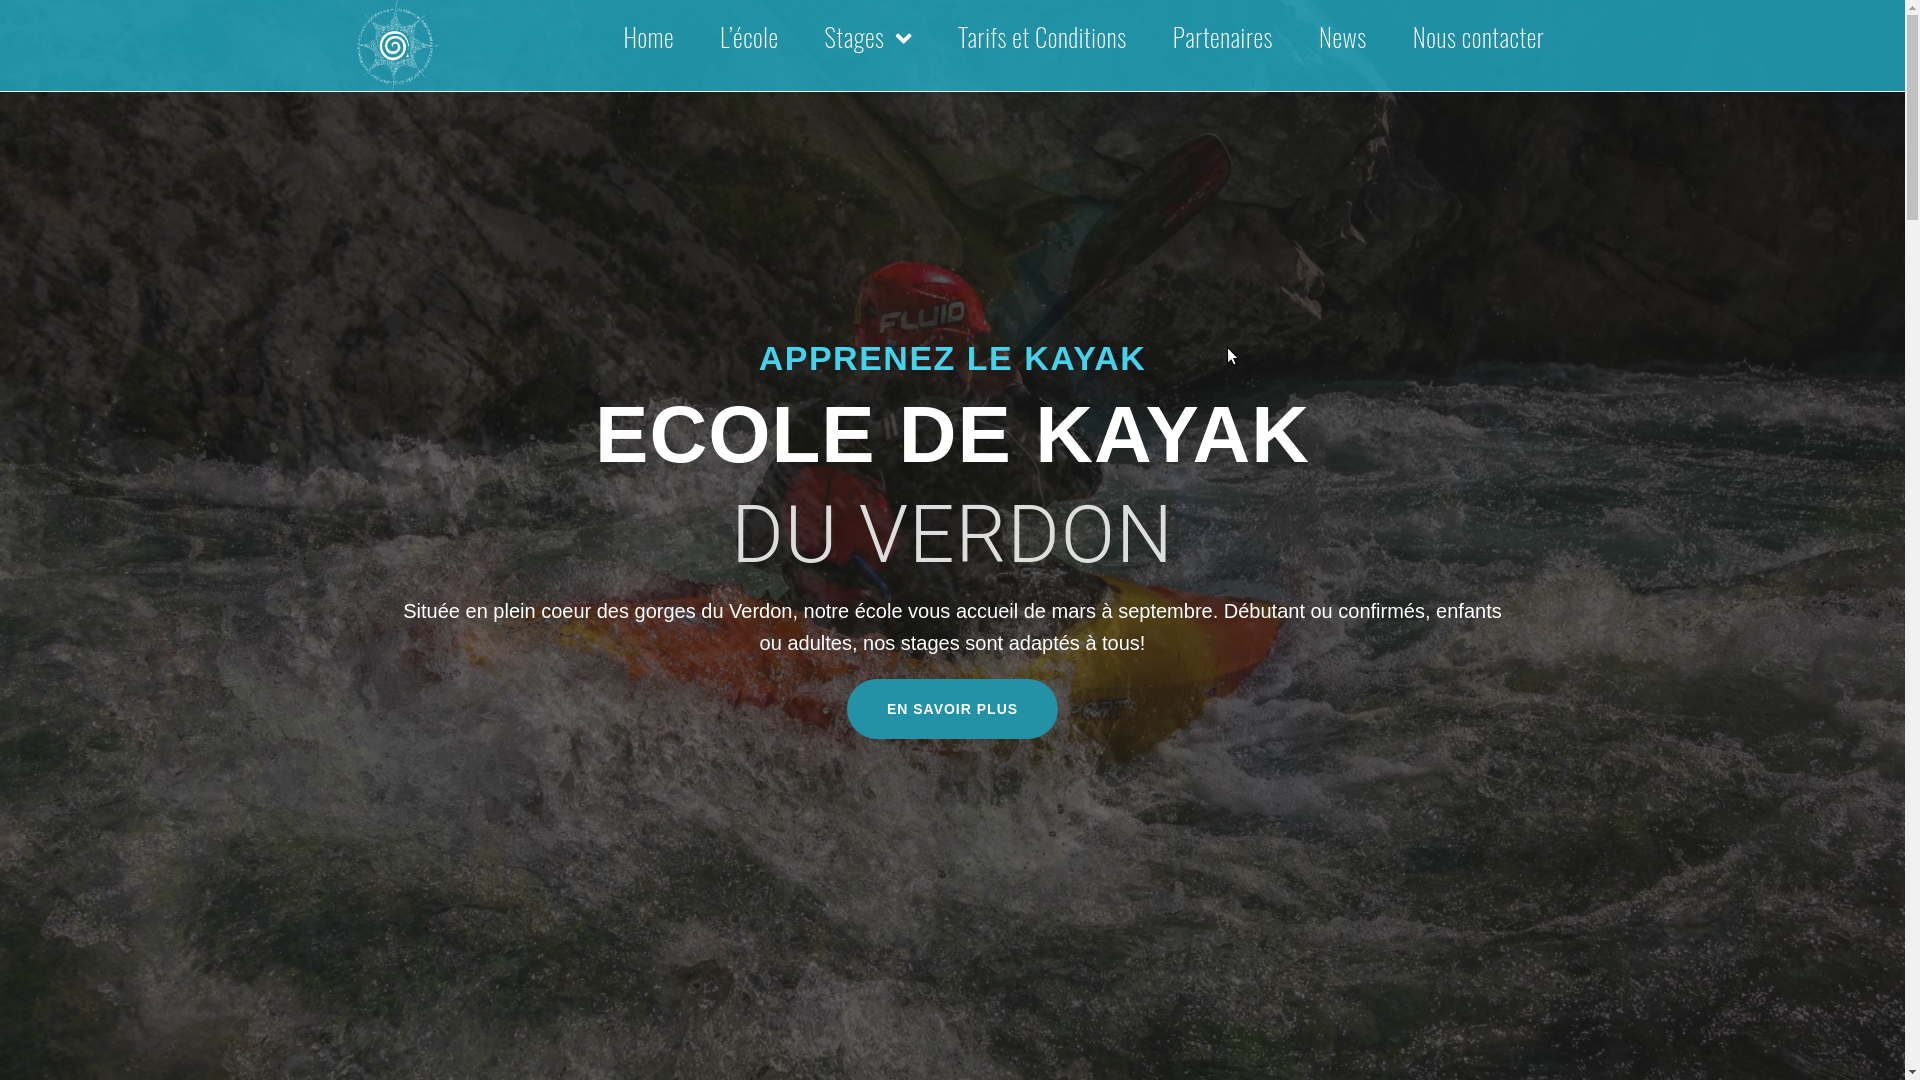 Home L'école Stages Tarifs et Conditions Partenaires News Nous contacter
FLUID
APPRENEZ LE KAYAK
ECOLE DE KAYAK
DU VERDON
Située en plein coeur des gorges du Verdon, notre école vous accueil de mars à septembre. Débutant ou confirmés, enfants
ou adultes, nos stages sont adaptés à tous!
EN SAVOIR PLUS